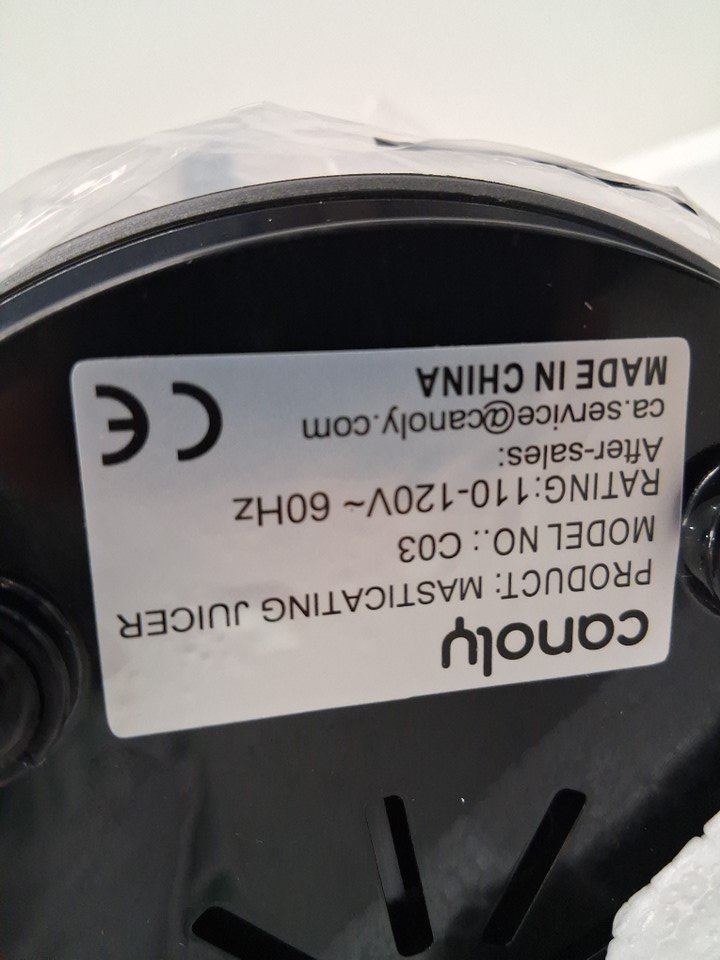 canoly
PRODUCT: MASTICATING JUICER
MODEL NO.: C03
RATING:110-120V~ 60Hz
After-sales:
ca.service@canoly.com
MADE IN CHINA
CE